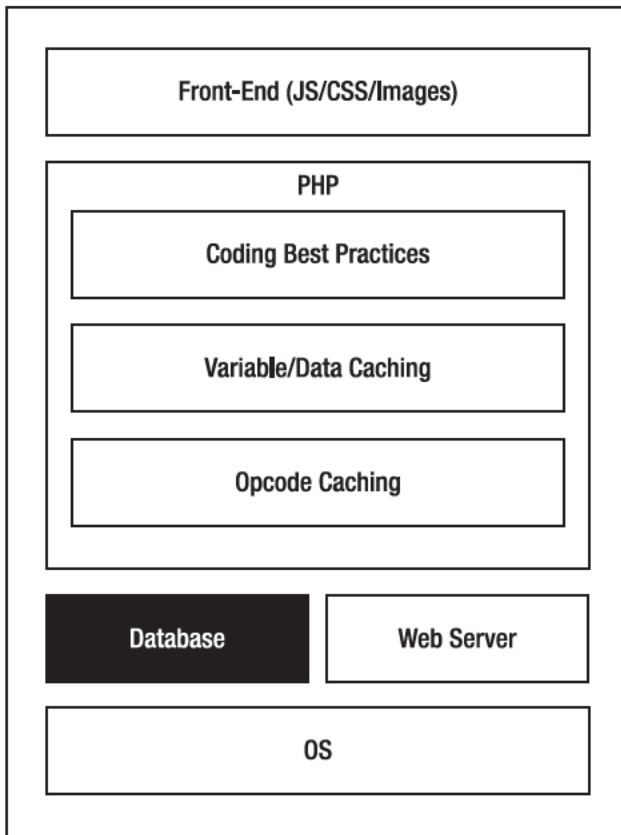 Front-End (JS/CSS/Images)
PHP
Coding Best Practices
Variable/Data Caching
Opcode Caching
Database
Web Server
OS